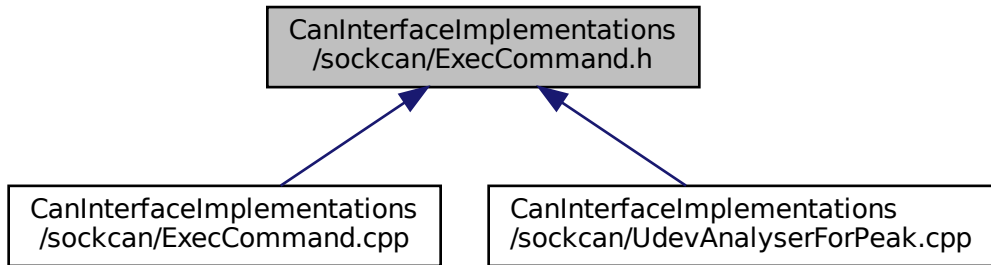 CanInterfaceImplementations
/sockcan/ExecCommand.h
CanInterfaceImplementations
/sockcan/ExecCommand.cpp
CanInterfaceImplementations
/sockcan/UdevAnalyserForPeak.cpp